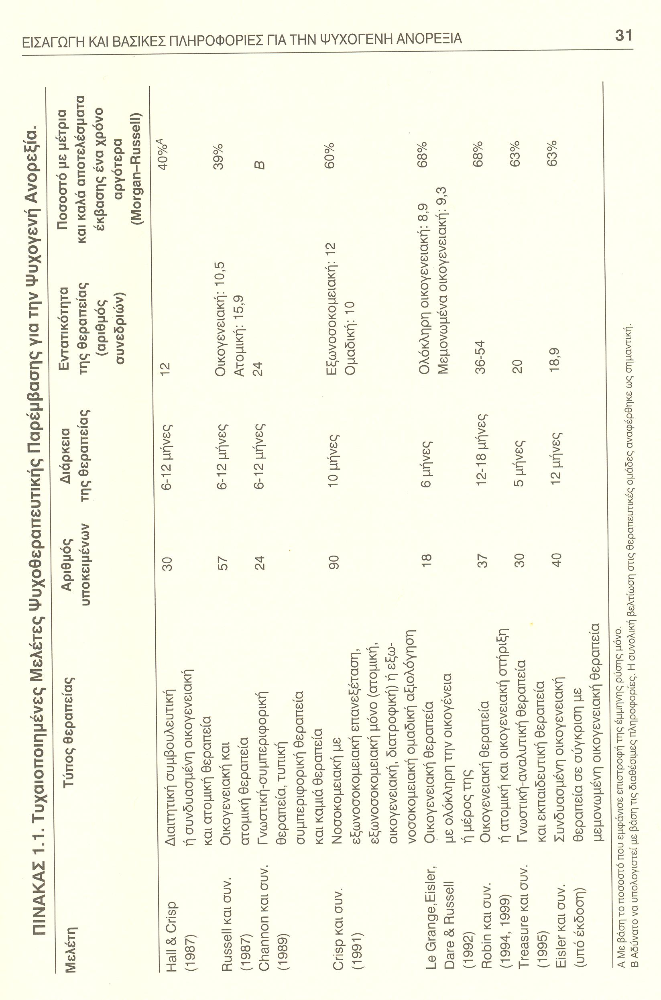 ΕΙΣΑΓΩΓΗ ΚΑΙ ΒΑΣΙΚΕΣ ΠΛΗΡΟΦΟΡΙΕΣ ΓΙΑ ΤΗΝ ΨΥΧΟΓΕΝΗ ΑΝΟΡΕΞΙΑ 31
ΠΙΝΑΚΑΣ 1.1. Τυχαιοποιημένες Μελέτες Ψυχοθεραπευτικής Παρέμβασης για την Ψυχογενή Ανορεξία.
Μελέτη Τύπος θεραπείας Αριθμός Διάρκεια Εντατικότητα Ποσοστό με μέτρια
υποκειμένων της θεραπείας της θεραπείας και καλά αποτελέσματα
(αριθμός έκβασης ένα χρόνο
συνεδριών) αργότερα
(Morgan–Russell)
Hall & Crisp Διαιτητική συμβουλευτική 30 6-12 μήνες 12 40%A
(1987) ή συνδυασμένη οικογενειακή
και ατομική θεραπεία
Russell και συν. Οικογενειακή και 57 6-12 μήνες Οικογενειακή: 10,5 39%
(1987) ατομική θεραπεία Ατομική: 15,9
Channon και συν. Γνωστική-συμπεριφορική 24 6-12 μήνες 24 B
(1989) θεραπεία, τυπική
συμπεριφορική θεραπεία
και καμιά θεραπεία
Crisp και συν. Νοσοκομειακή με 90 10 μήνες Εξωνοσοκομειακή: 12 60%
(1991) εξωνοσοκομειακή επανεξέταση, Ομαδική: 10
εξωνοσοκομειακή μόνο (ατομική,
οικογενειακή, διατροφική) ή εξω-
νοσοκομειακή ομαδική αξιολόγηση
Le Grange,Eisler, Οικογενειακή θεραπεία 18 6 μήνες Ολόκληρη οικογενειακή: 8,9 68%
Dare & Russell με ολόκληρη την οικογένεια Μεμονωμένα οικογενειακή: 9,3
(1992) ή μέρος της
Robin και συν. Οικογενειακή θεραπεία 37 12-18 μήνες 36-54 68%
(1994, 1999) ή ατομική και οικογενειακή στήριξη
Treasure και συν. Γνωστική-αναλυτική θεραπεία 30 5 μήνες 20 63%
(1995) και εκπαιδευτική θεραπεία
Eisler και συν. Συνδυασμένη οικογενειακή 40 12 μήνες 18,9 63%
(υπό έκδοση) θεραπεία σε σύγκριση με
μεμονωμένη οικογενειακή θεραπεία
Α Με βάση το ποσοστό που εμφάνισε επιστροφή της έμμηνης ρύσης μόνο.
Β Αδύνατο να υπολογιστεί με βάση τις διαθέσιμες πληροφορίες. Η συνολική βελτίωση στις θεραπευτικές ομάδες αναφέρθηκε ως σημαντική.